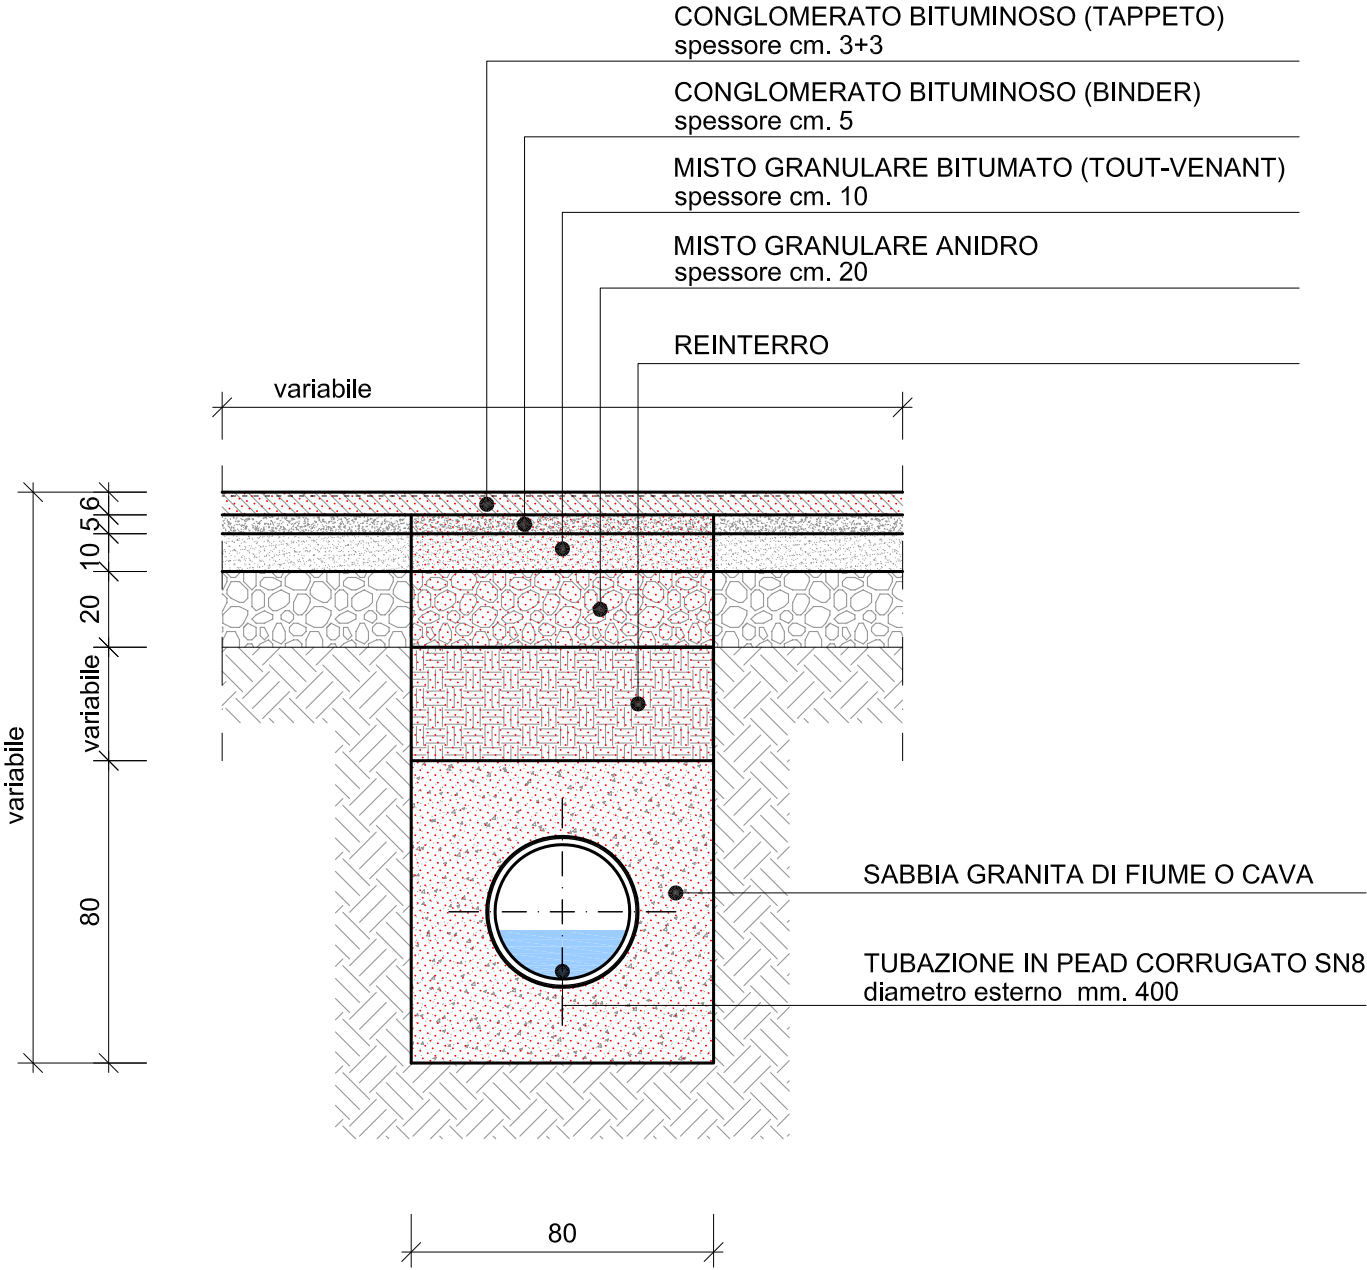 CONGLOMERATO BITUMINOSO (TAPPETO)
spessore cm. 3+3
CONGLOMERATO BITUMINOSO (BINDER)
spessore cm. 5
MISTO GRANULARE BITUMATO (TOUT-VENANT)
spessore cm. 10
MISTO GRANULARE ANIDRO
spessore cm. 20
REINTERRO
variabile
6
5
10
20
variabile
variabile
80
SABBIA GRANITA DI FIUME O CAVA
TUBAZIONE IN PEAD CORRUGATO SN8
diametro esterno mm. 400
80